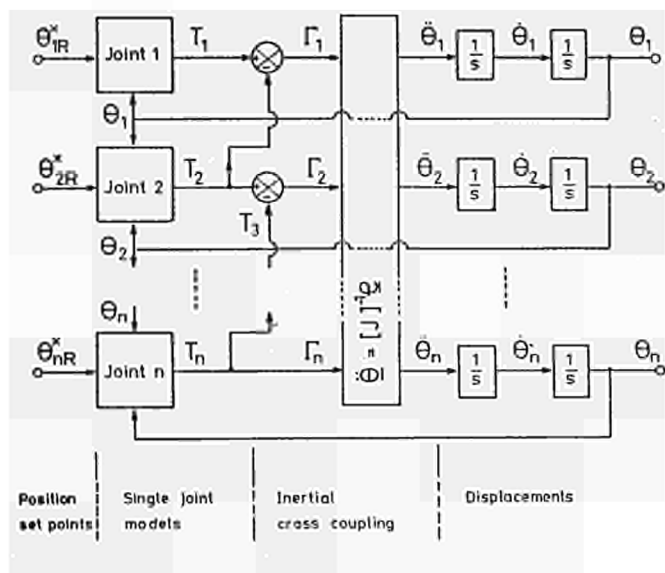 θ*1R Joint 1 T1 Γ1 θ̈1 1/s θ̇1 1/s θ1
θ1
θ*2R Joint 2 T2 Γ2 θ̈2 1/s θ̇2 1/s θ2
T3
θ2
θn
θ*nR Joint n Tn Γn θ̈n 1/s θ̇n 1/s θn
Position
set points
Single joint
models
Inertial
cross coupling
Displacements